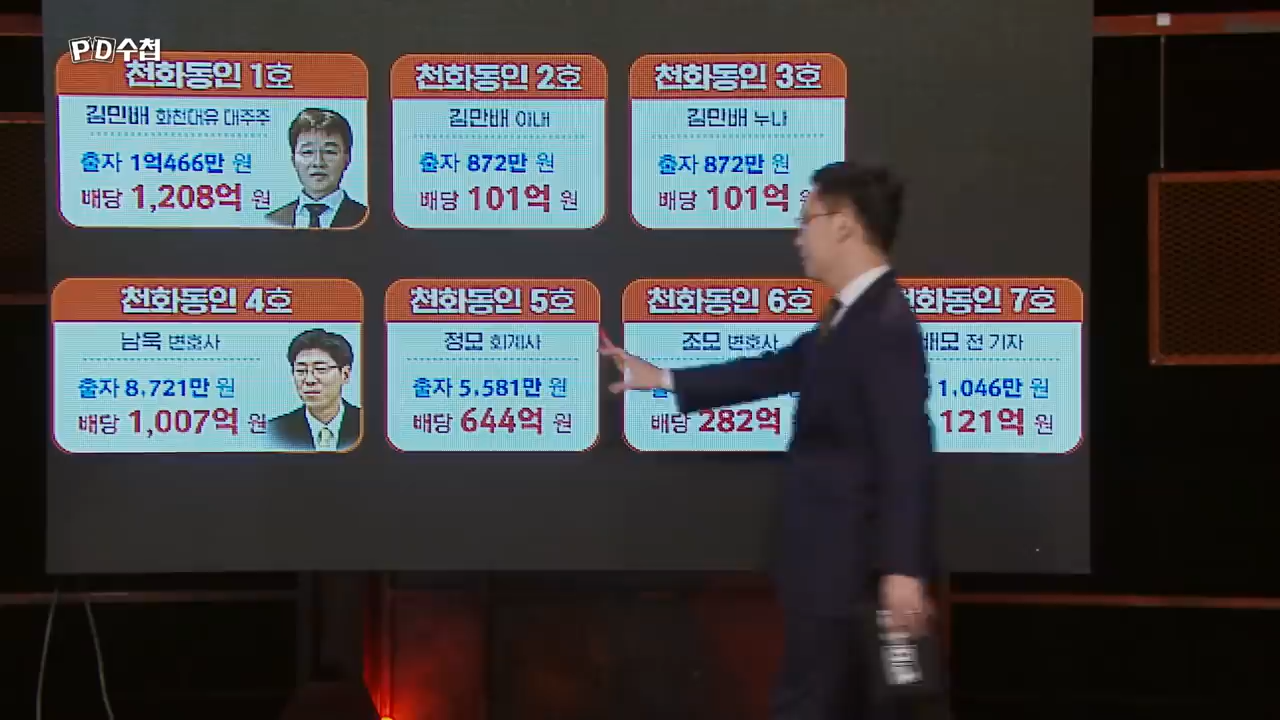 PD수첩
천화동인 1호
김만배 화천대유 대주주
출자 1억466만 원
배당 1,208억 원
천화동인 2호
김만배 아내
출자 872만 원
배당 101억 원
천화동인 3호
김만배 누나
출자 872만 원
배당 101억
천화동인 4호
남욱 변호사
출자 8,721만 원
배당 1,007억 원
천화동인 5호
정모 회계사
출자 5,581만 원
배당 644억 원
천화동인 6호
조모 변호사
배당 282억
화동인 7호
배모 전 기자
1,046만 원
121억 원